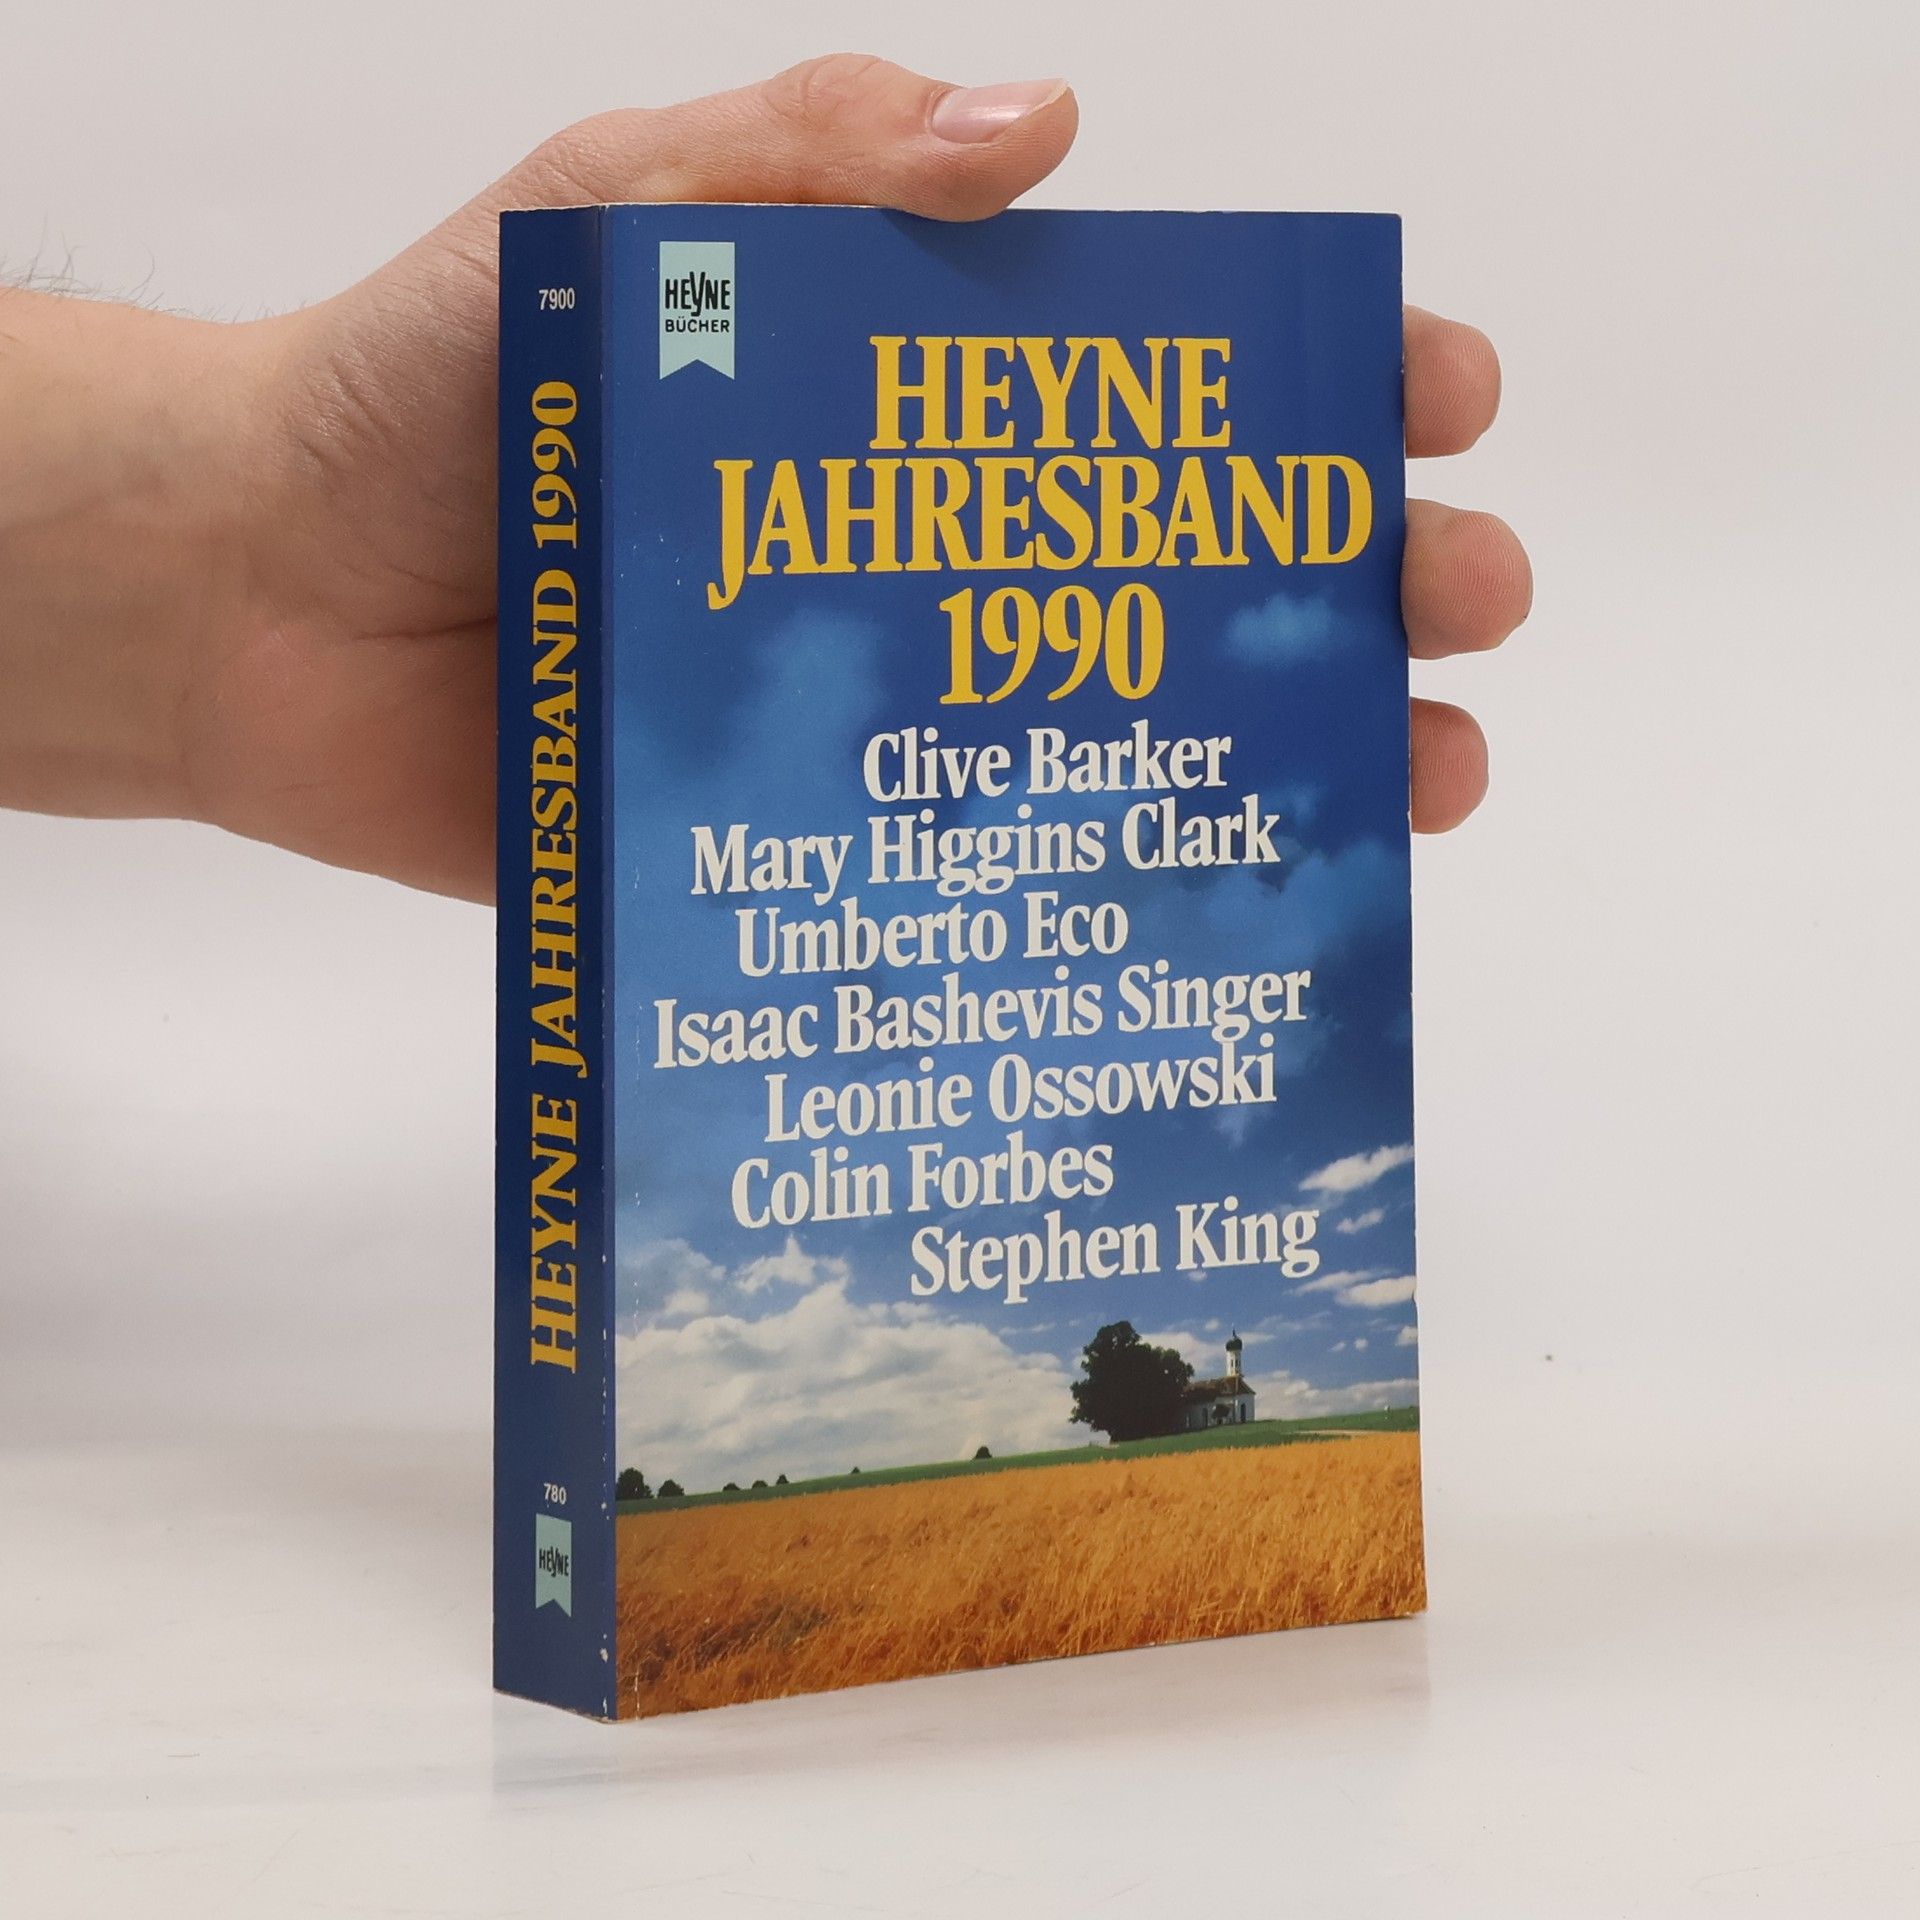 7900
HEYNE JAHRESBAND 1990
780
HEYNE
HEYNE
BÜCHER
HEYNE
JAHRESBAND
1990
Clive Barker
Mary Higgins Clark
Umberto Eco
Isaac Bashevis Singer
Leonie Ossowski
Colin Forbes
Stephen King